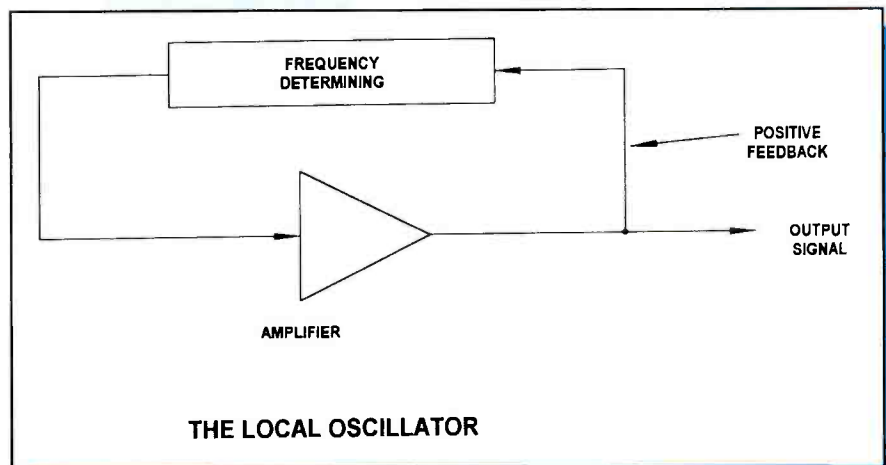 FREQUENCY
DETERMINING
POSITIVE
FEEDBACK
OUTPUT
SIGNAL
AMPLIFIER
THE LOCAL OSCILLATOR